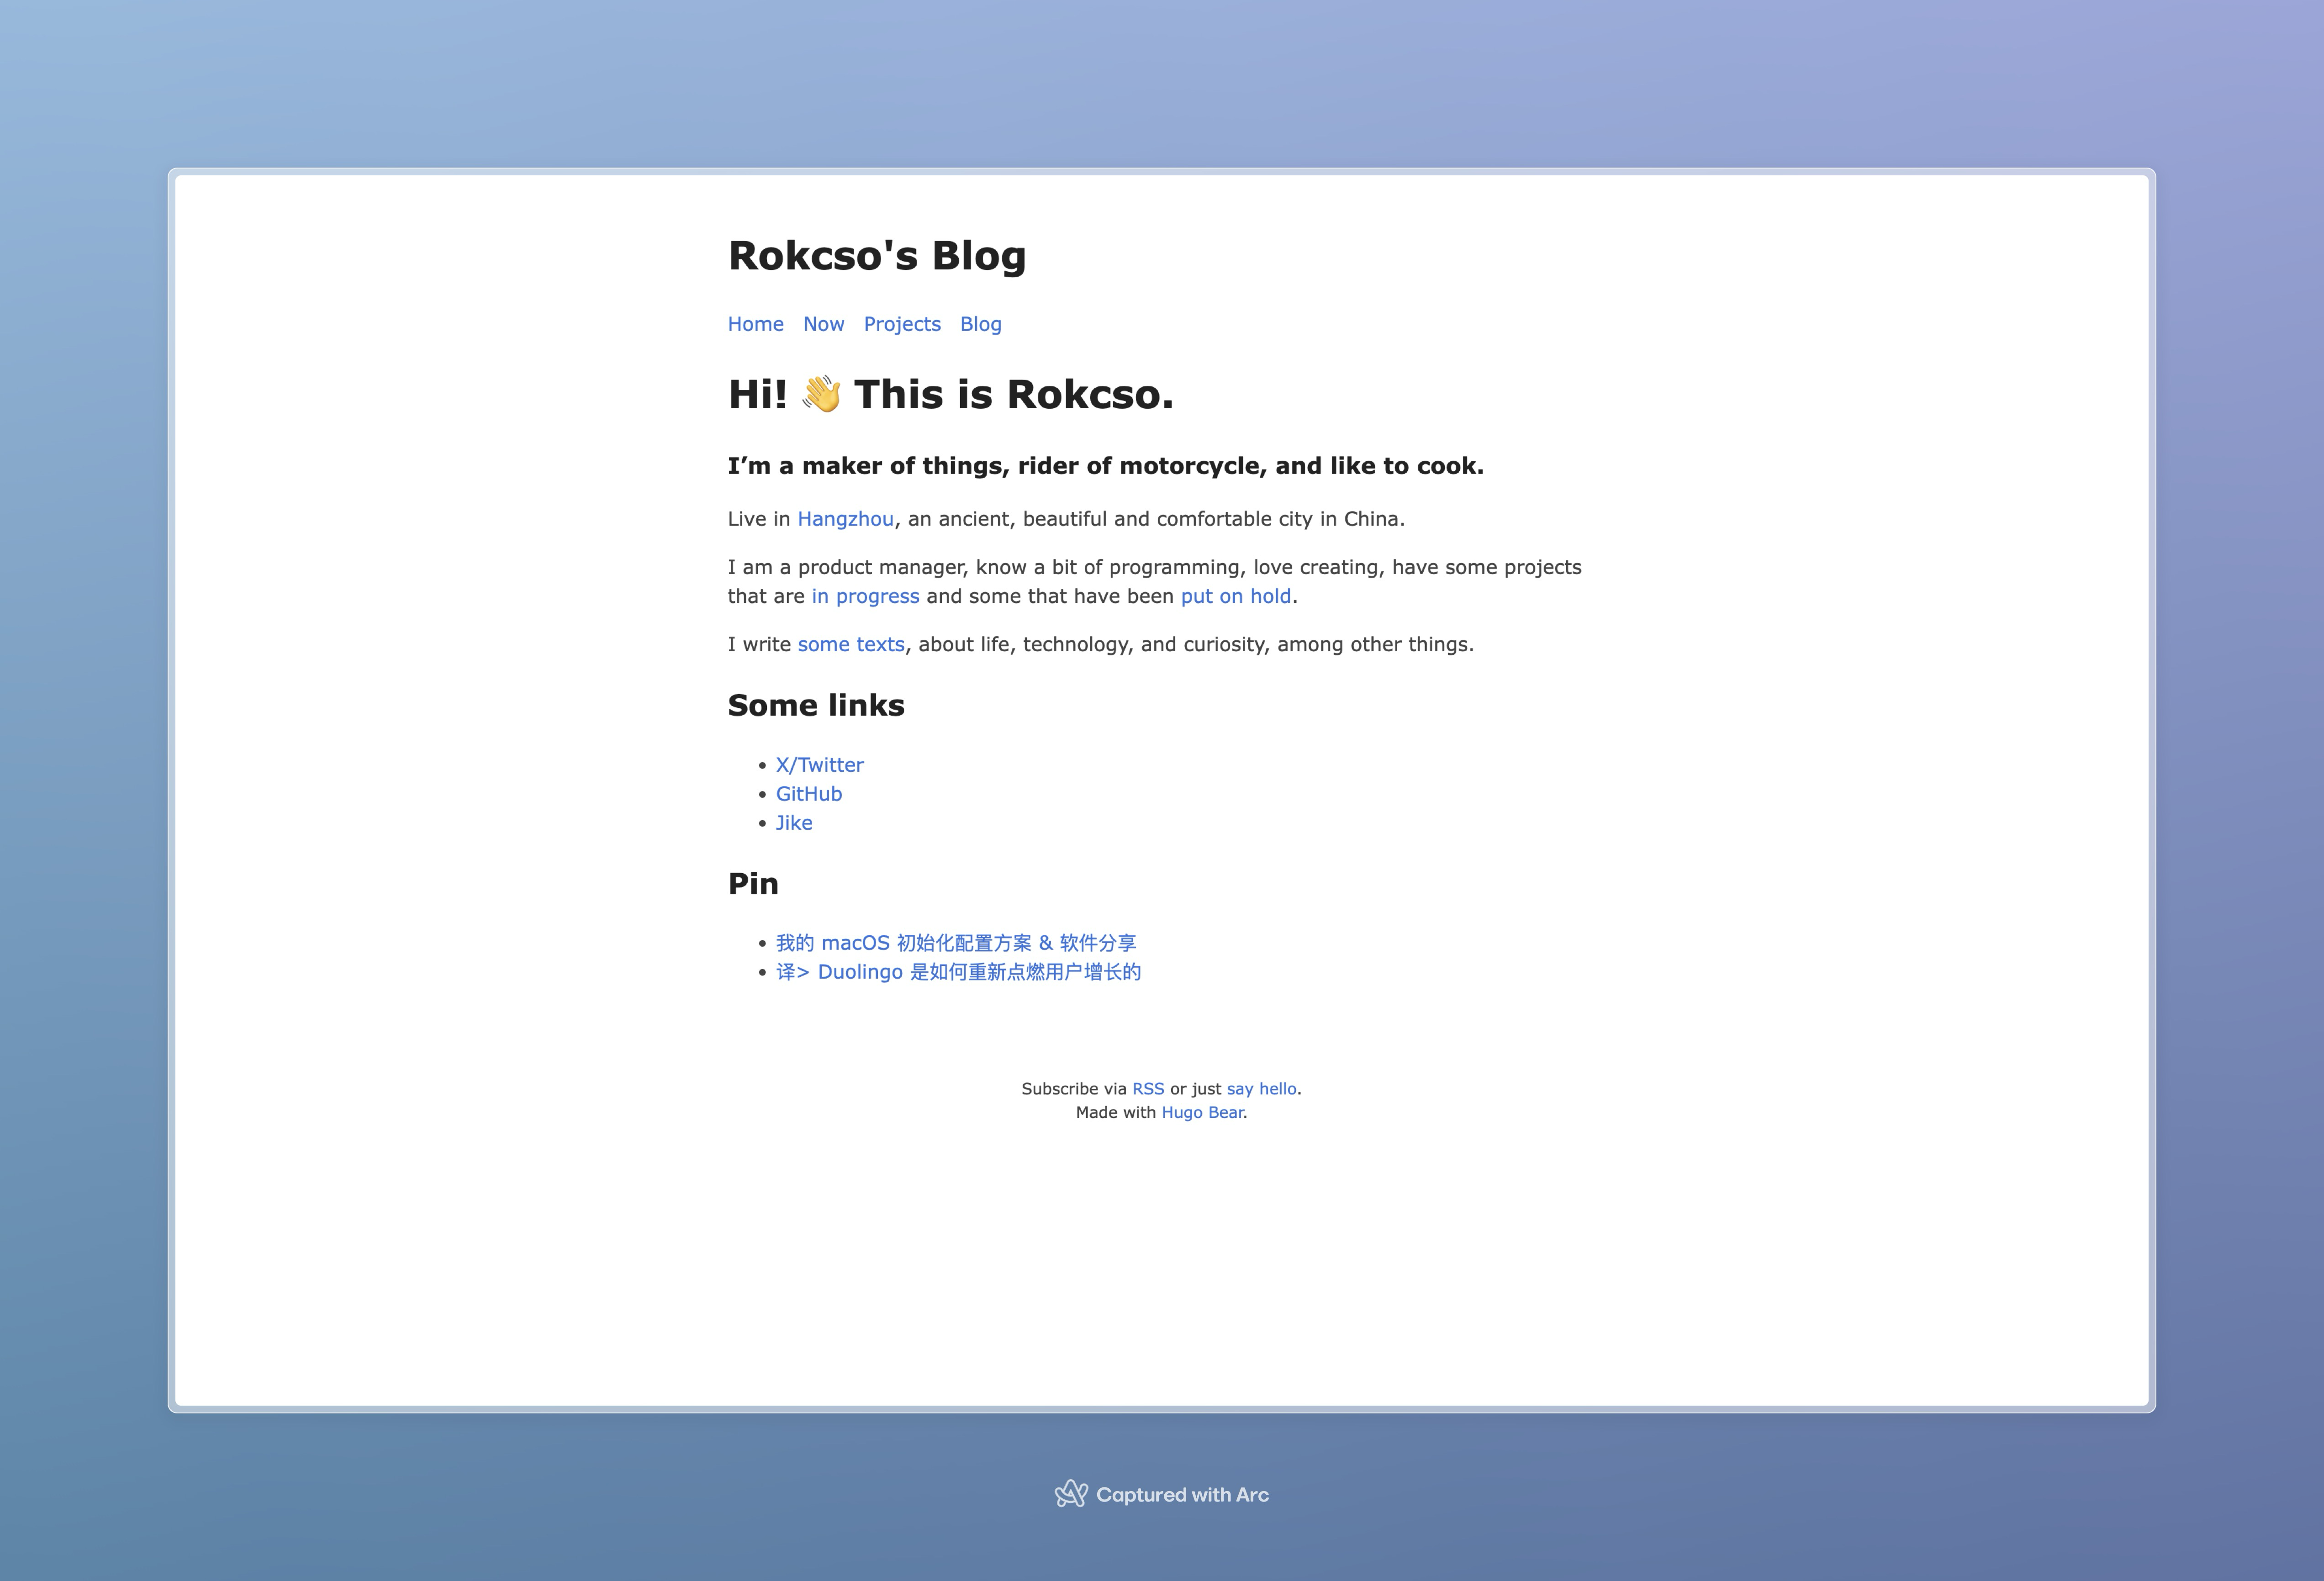 Rokcso's Blog
Home Now Projects Blog
Hi! 👋 This is Rokcso.
I’m a maker of things, rider of motorcycle, and like to cook.
Live in Hangzhou, an ancient, beautiful and comfortable city in China.
I am a product manager, know a bit of programming, love creating, have some projects
that are in progress and some that have been put on hold.
I write some texts, about life, technology, and curiosity, among other things.
Some links
• X/Twitter
• GitHub
• Jike
Pin
• 我的 macOS 初始化配置方案 & 软件分享
• 译> Duolingo 是如何重新点燃用户增长的
Subscribe via RSS or just say hello.
Made with Hugo Bear.
Captured with Arc